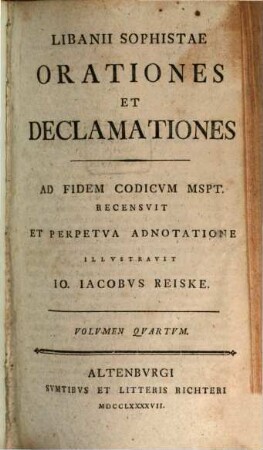 LIBANII SOPHISTAE
ORATIONES
ET
DECLAMATIONES
AD FIDEM CODICVM MSPT.
RECENSVIT
ET PERPETVA ADNOTATIONE
ILLVSTRAVIT
IO. IACOBVS REISKE.
VOLVMEN QVARTVM.
ALTENBVRGI
SVMTIBVS ET LITTERIS RICHTERI
MDCCLXXXXVII.